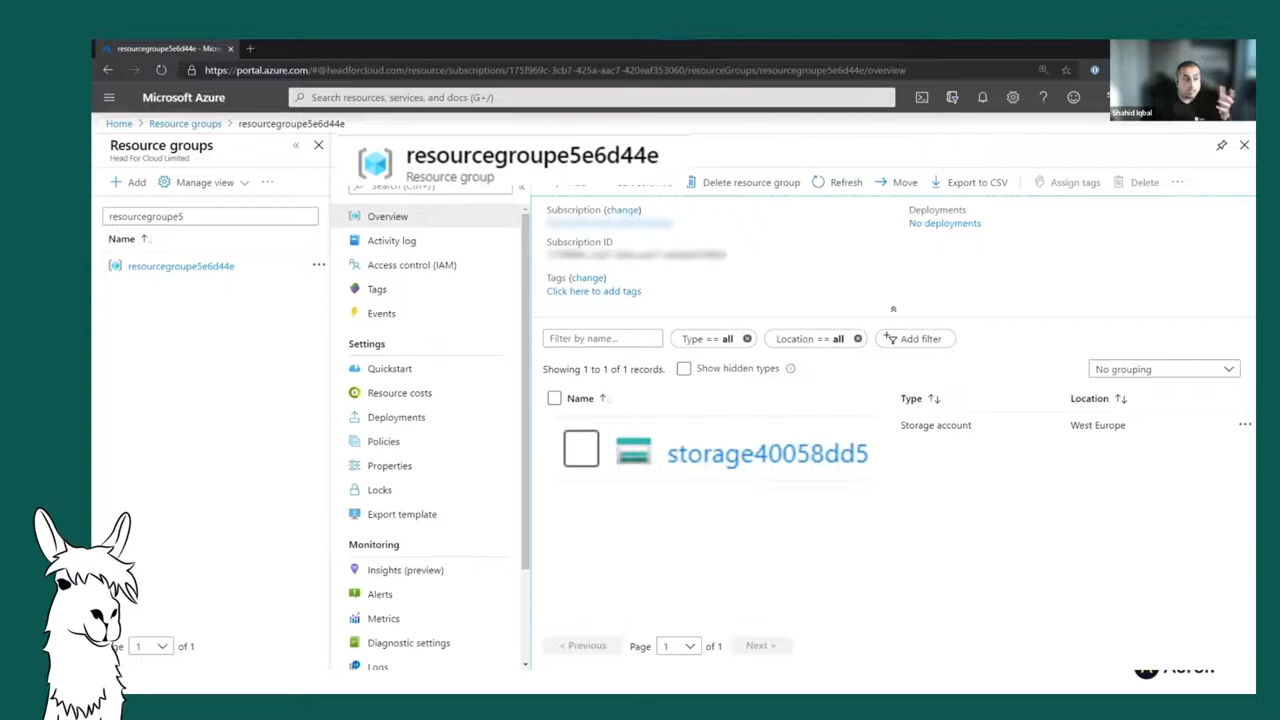 resourcegroupe5e6d44e - Micro
https://portal.azure.com/#@headforcloud.com/resource/subscriptions/175f969c-3cb7-425a-aac7-420eaf353060/resourceGroups/resourcegroupe5e6d44e/overview
Microsoft Azure
Search resources, services, and docs (G+/)
Shahid Iqbal
Home > Resource groups > resourcegroupe5e6d44e
Resource groups
Head For Cloud Limited
resourcegroupe5e6d44e
Resource group
+ Add
Manage view
Search (Ctrl+/)
Delete resource group
Refresh
Move
Export to CSV
Assign tags
Delete
resourcegroupe5
Name
resourcegroupe5e6d44e
Overview
Activity log
Access control (IAM)
Tags
Events
Settings
Quickstart
Resource costs
Deployments
Policies
Properties
Locks
Export template
Monitoring
Insights (preview)
Alerts
Metrics
Diagnostic settings
Logs
Subscription (change)
Subscription ID
Tags (change)
Click here to add tags
Deployments
No deployments
Filter by name...
Type == all
Location == all
Add filter
Showing 1 to 1 of 1 records.
Show hidden types
No grouping
Name
Type
Location
storage40058dd5
Storage account
West Europe
1 of 1
< Previous
Page 1 of 1
Next >